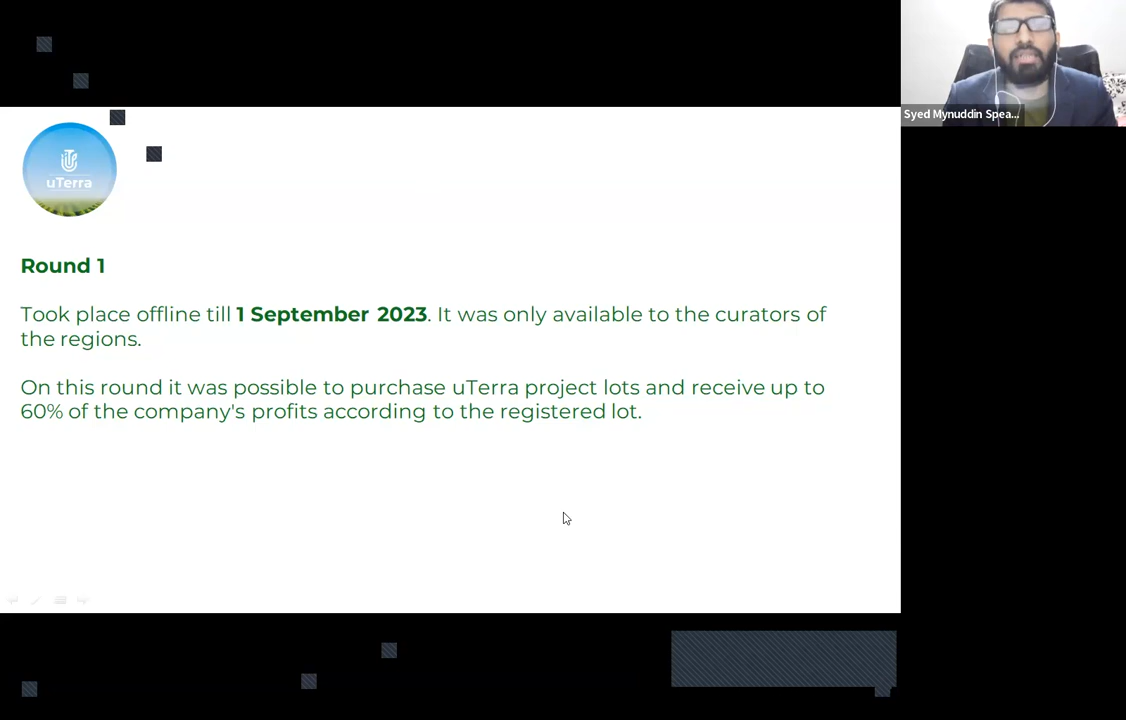 Syed Mynuddin Spea...
uTerra
Round 1
Took place offline till 1 September 2023. It was only available to the curators of
the regions.
On this round it was possible to purchase uTerra project lots and receive up to
60% of the company's profits according to the registered lot.